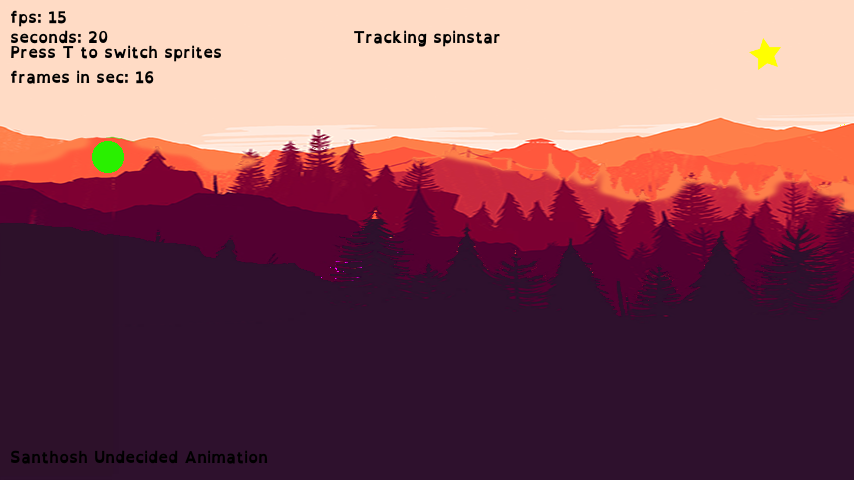 fps: 15
seconds: 20
Press T to switch sprites
frames in sec: 16
Tracking spinstar
Santhosh Undecided Animation